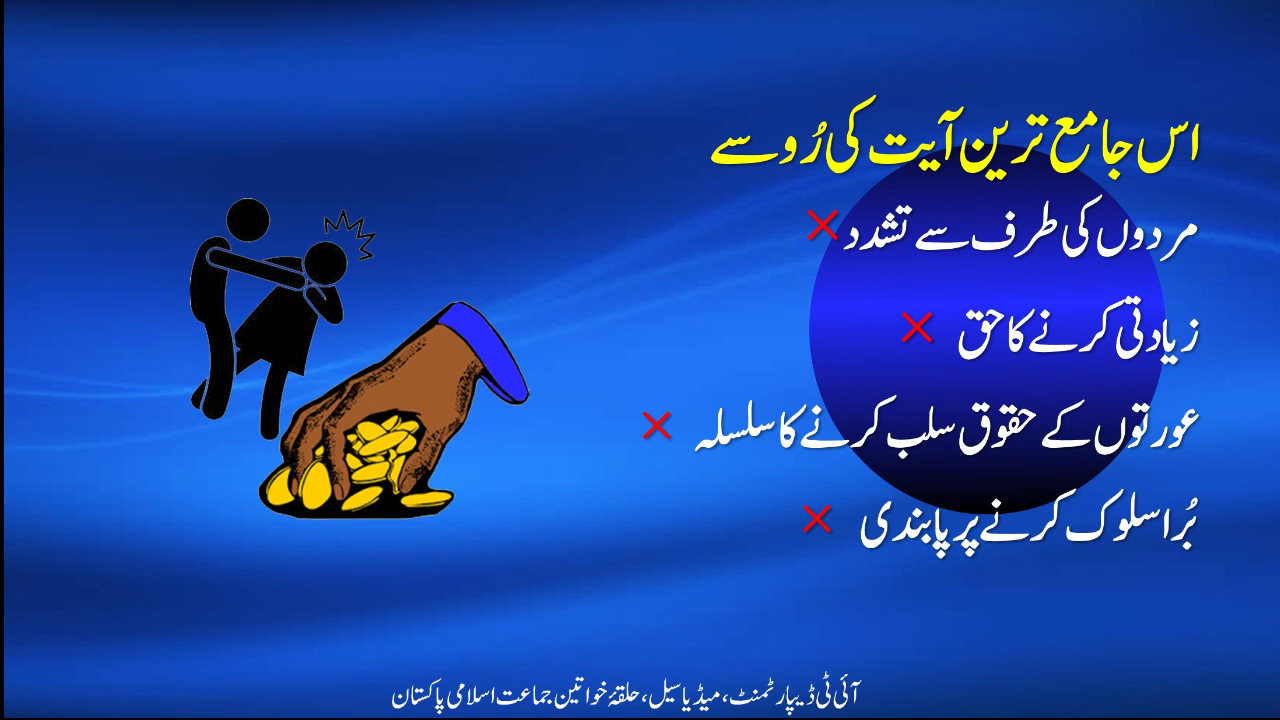 اس جامع ترین آیت کی رُو سے
مردوں کی طرف سے تشدد
زیادتی کرنے کا حق
عورتوں کے حقوق سلب کرنے کا سلسلہ
بُرا سلوک کرنے پر پابندی
آئی ٹی ڈیپارٹمنٹ، میڈیا سیل، حلقۂ خواتین جماعت اسلامی پاکستان